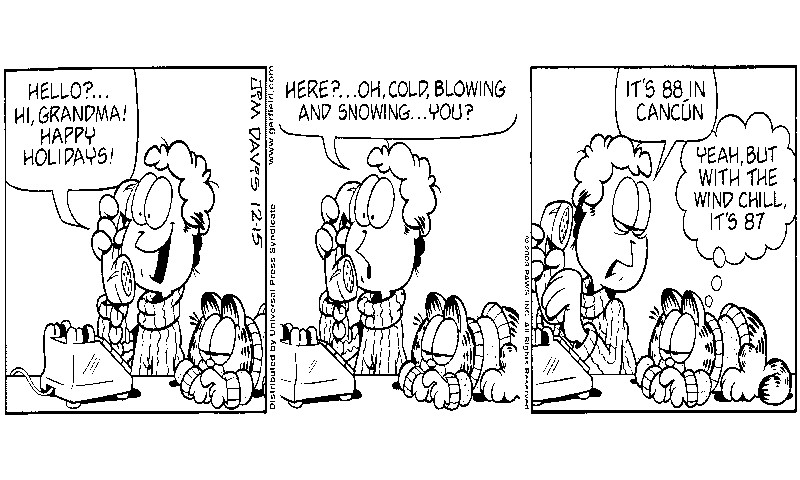 HELLO?...
HI, GRANDMA!
HAPPY
HOLIDAYS!
JIM DAVIS 12-15
www.garfield.com
Distributed by Universal Press Syndicate
HERE?...OH, COLD, BLOWING
AND SNOWING...YOU?
IT'S 88 IN
CANCÚN
YEAH, BUT
WITH THE
WIND CHILL,
IT'S 87
PAWS, INC. All Rights Reserved